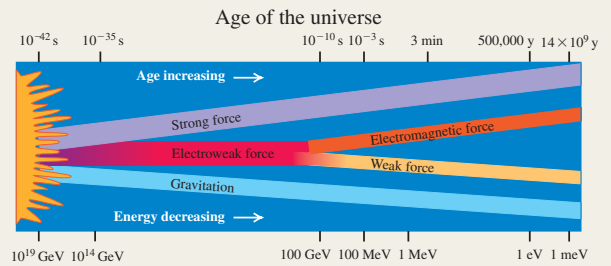 Age of the universe
10⁻⁴² s 10⁻³⁵ s 10⁻¹⁰ s 10⁻³ s 3 min 500,000 y 14 × 10⁹ y
Age increasing →
Strong force
Electromagnetic force
Electroweak force
Weak force
Gravitation
Energy decreasing →
10¹⁹ GeV 10¹⁴ GeV 100 GeV 100 MeV 1 MeV 1 eV 1 meV